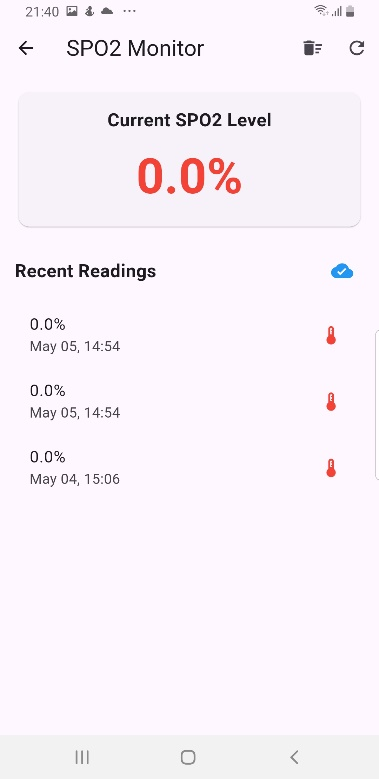 21:40
SPO2 Monitor
Current SPO2 Level
0.0%
Recent Readings
0.0%
May 05, 14:54
0.0%
May 05, 14:54
0.0%
May 04, 15:06